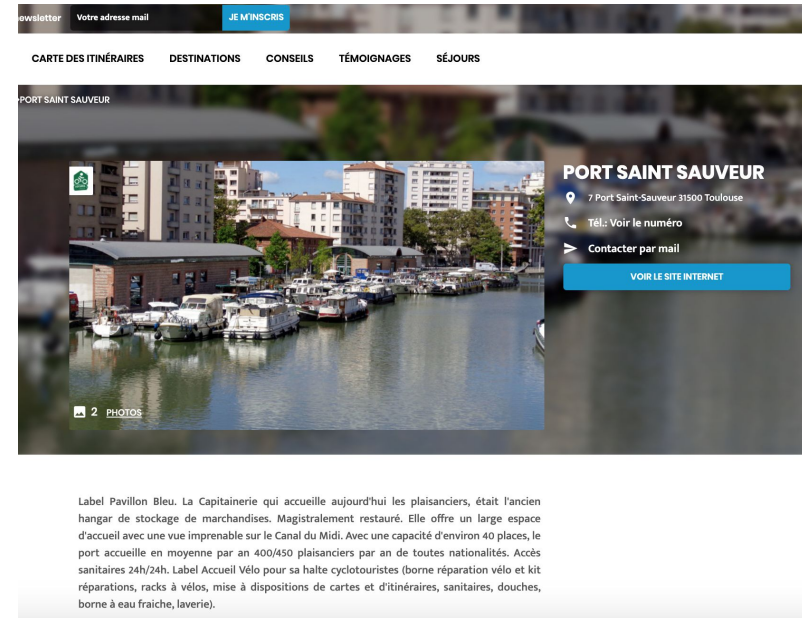 newsletter Votre adresse mail JE M'INSCRIS
CARTE DES ITINÉRAIRES DESTINATIONS CONSEILS TÉMOIGNAGES SÉJOURS
PORT SAINT SAUVEUR
PORT SAINT SAUVEUR
7 Port Saint-Sauveur 31500 Toulouse
Tél.: Voir le numéro
Contacter par mail
VOIR LE SITE INTERNET
2 PHOTOS
Label Pavillon Bleu. La Capitainerie qui accueille aujourd'hui les plaisanciers, était l'ancien
hangar de stockage de marchandises. Magistralement restauré. Elle offre un large espace
d'accueil avec une vue imprenable sur le Canal du Midi. Avec une capacité d'environ 40 places, le
port accueille en moyenne par an 400/450 plaisanciers par an de toutes nationalités. Accès
sanitaires 24h/24h. Label Accueil Vélo pour sa halte cyclotouristes (borne réparation vélo et kit
réparations, racks à vélos, mise à dispositions de cartes et d'itinéraires, sanitaires, douches,
borne à eau fraiche, laverie).